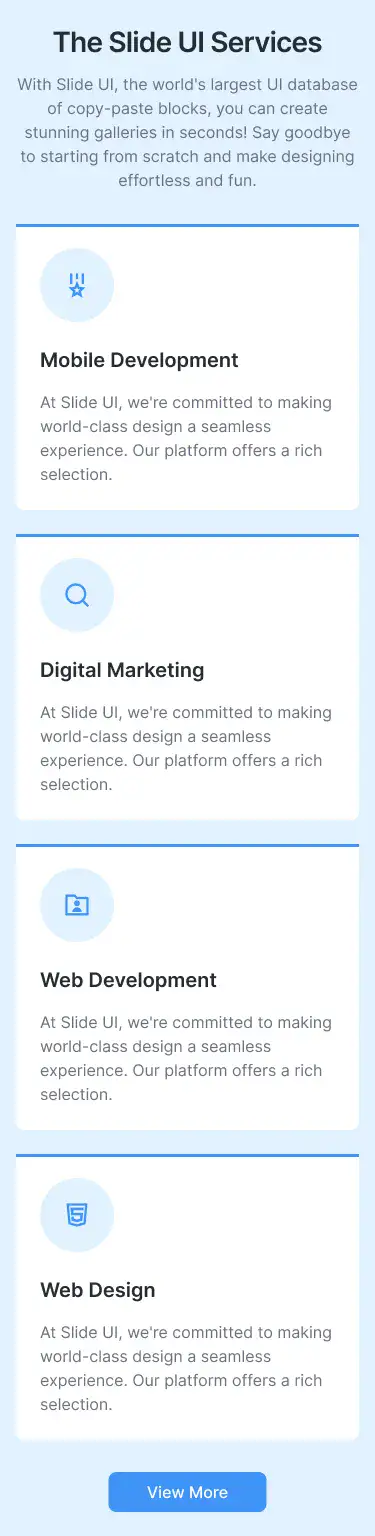 The Slide UI Services
With Slide UI, the world's largest UI database
of copy-paste blocks, you can create
stunning galleries in seconds! Say goodbye
to starting from scratch and make designing
effortless and fun.
Mobile Development
At Slide UI, we're committed to making
world-class design a seamless
experience. Our platform offers a rich
selection.
Digital Marketing
At Slide UI, we're committed to making
world-class design a seamless
experience. Our platform offers a rich
selection.
Web Development
At Slide UI, we're committed to making
world-class design a seamless
experience. Our platform offers a rich
selection.
Web Design
At Slide UI, we're committed to making
world-class design a seamless
experience. Our platform offers a rich
selection.
View More